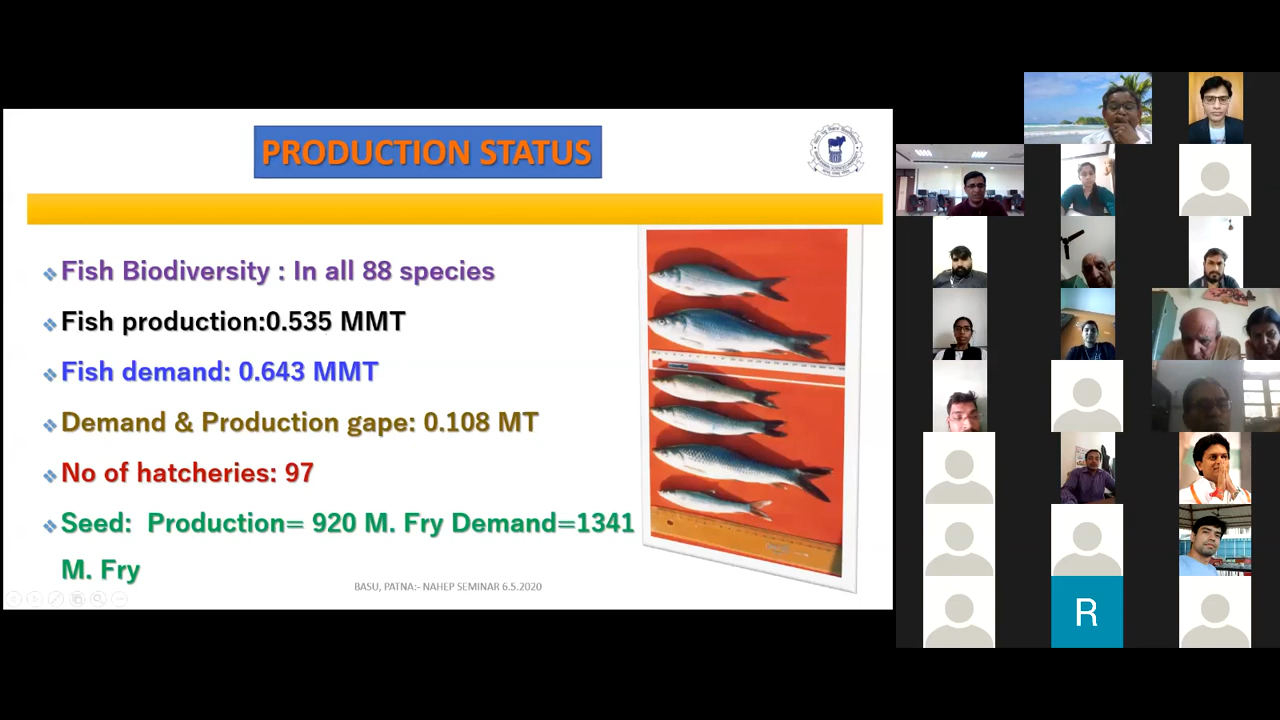 PRODUCTION STATUS
Fish Biodiversity : In all 88 species
Fish production:0.535 MMT
Fish demand: 0.643 MMT
Demand & Production gape: 0.108 MT
No of hatcheries: 97
Seed: Production= 920 M. Fry Demand=1341
M. Fry
BASU, PATNA:- NAHEP SEMINAR 6.5.2020
R